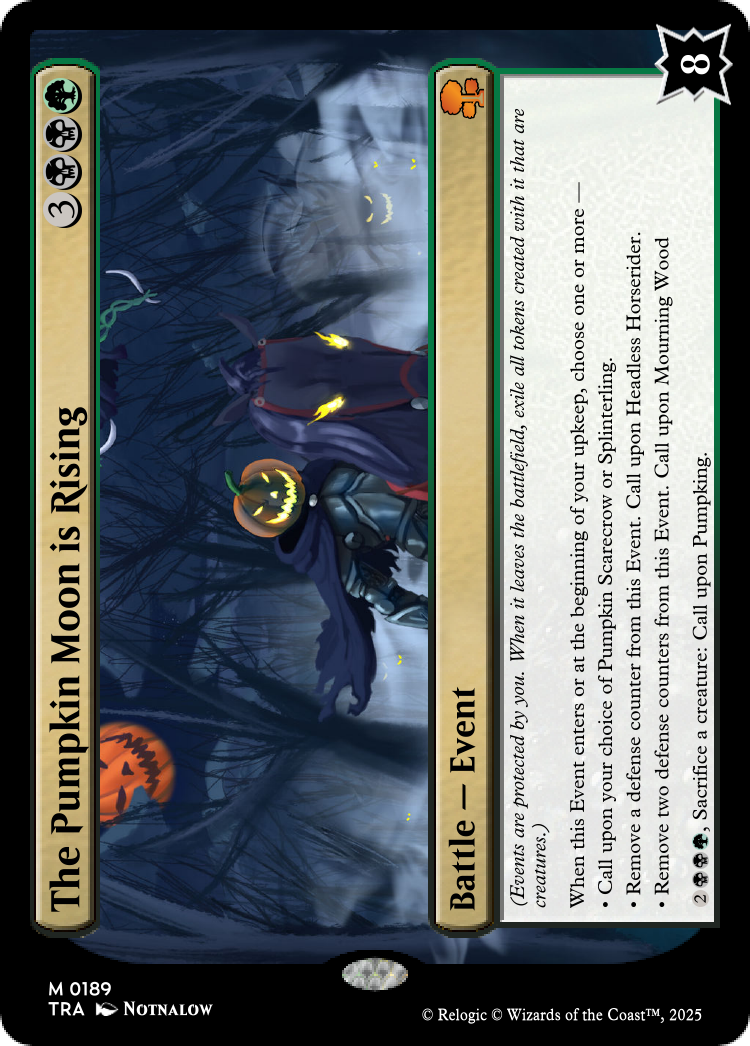 The Pumpkin Moon is Rising
3
Battle — Event
8
(Events are protected by you. When it leaves the battlefield, exile all tokens created with it that are
creatures.)
When this Event enters or at the beginning of your upkeep, choose one or more —
• Call upon your choice of Pumpkin Scarecrow or Splinterling.
• Remove a defense counter from this Event. Call upon Headless Horserider.
• Remove two defense counters from this Event. Call upon Mourning Wood
2 , Sacrifice a creature: Call upon Pumpking.
M 0189
TRA NOTNALOW
© Relogic © Wizards of the Coast™, 2025